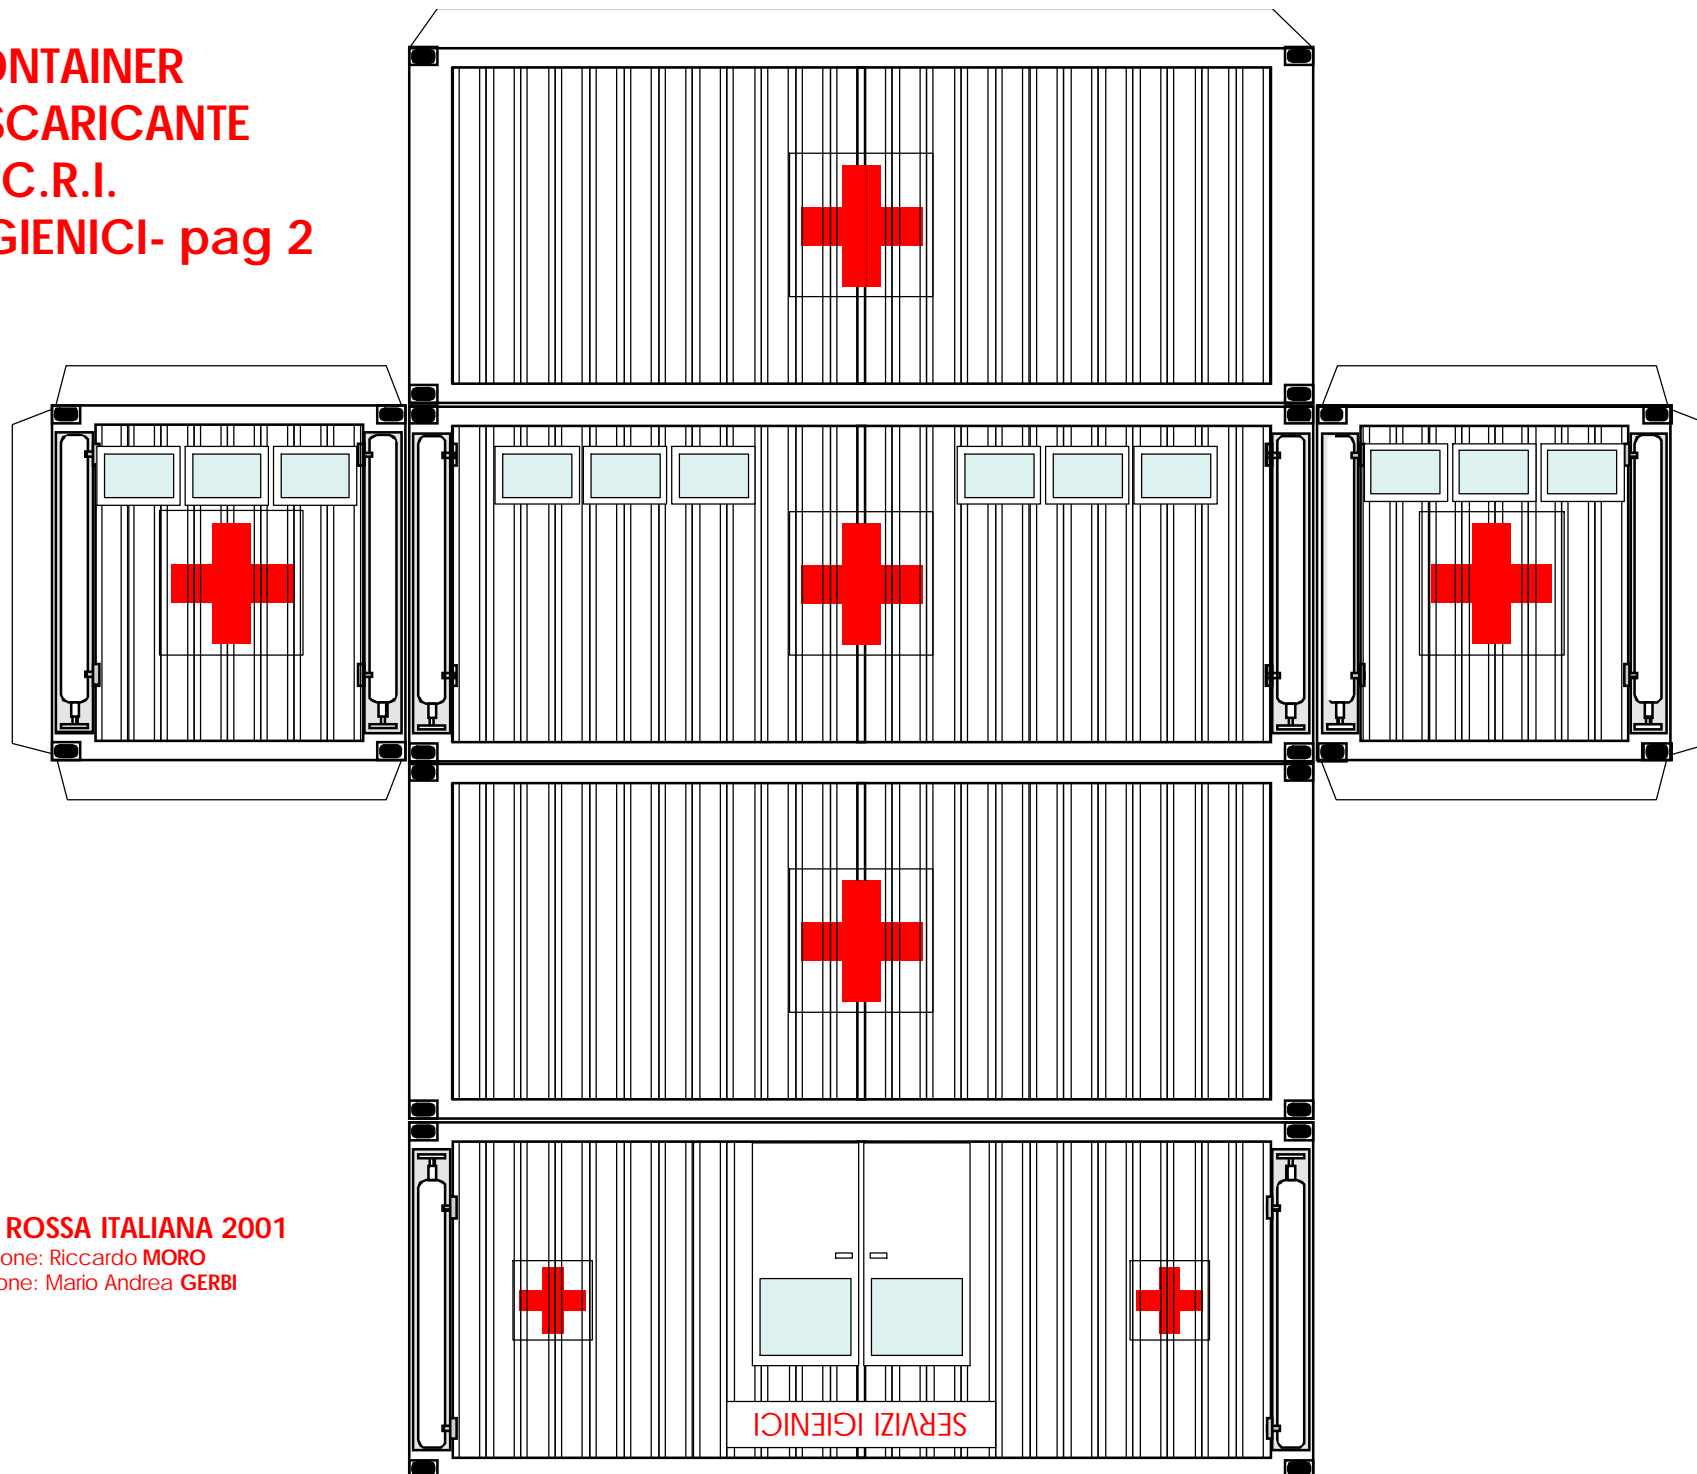 ONTAINER
SCARICANTE
C.R.I.
GIENICI- pag 2
SERVIZI IGIENICI
ROSSA ITALIANA 2001
one: Riccardo MORO
one: Mario Andrea GERBI